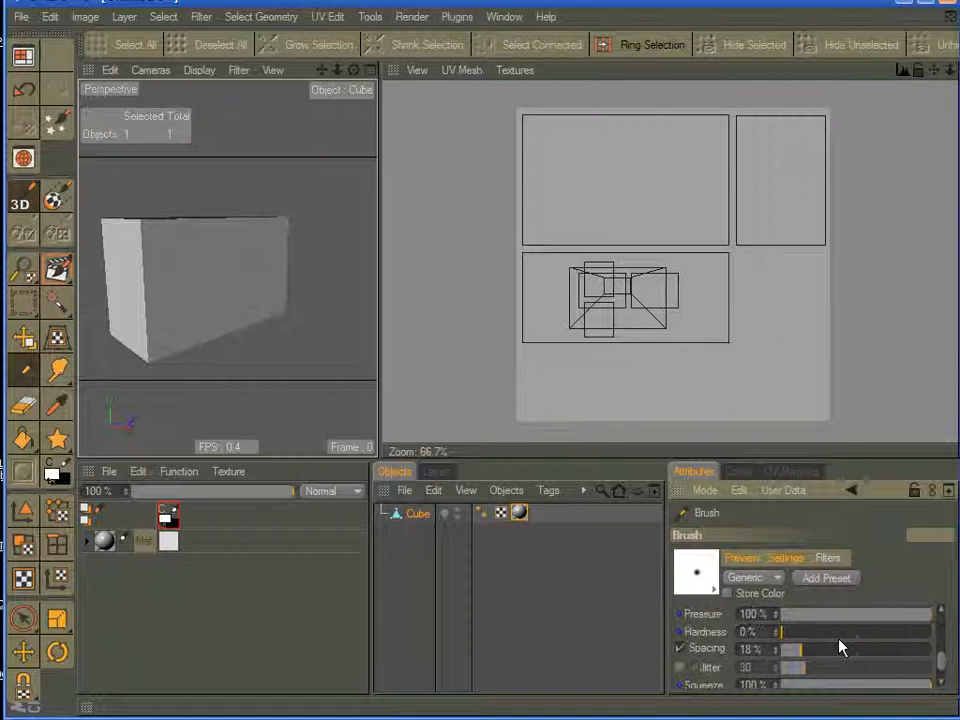 File Edit Image Layer Select Filter Select Geometry UV Edit Tools Render Plugins Window Help
Select All Deselect All Grow Selection Shrink Selection Select Connected Ring Selection Hide Selected Hide Unselected
Edit Cameras Display Filter View
View UV Mesh Textures
Perspective
Object : Cube
Selected Total
Objects 1 1
3D
FPS : 0.4
Frame : 0
Zoom: 66.7%
File Edit Function Texture
100 %
Normal
C
Mat
Objects
File Edit View Objects Tags
Cube
Attributes
Mode Edit User Data
Brush
Brush
Preview Settings Filters
Generic
Add Preset
Store Color
Pressure 100 %
Hardness 0 %
Spacing 18 %
Jitter 30
Squeeze 100 %